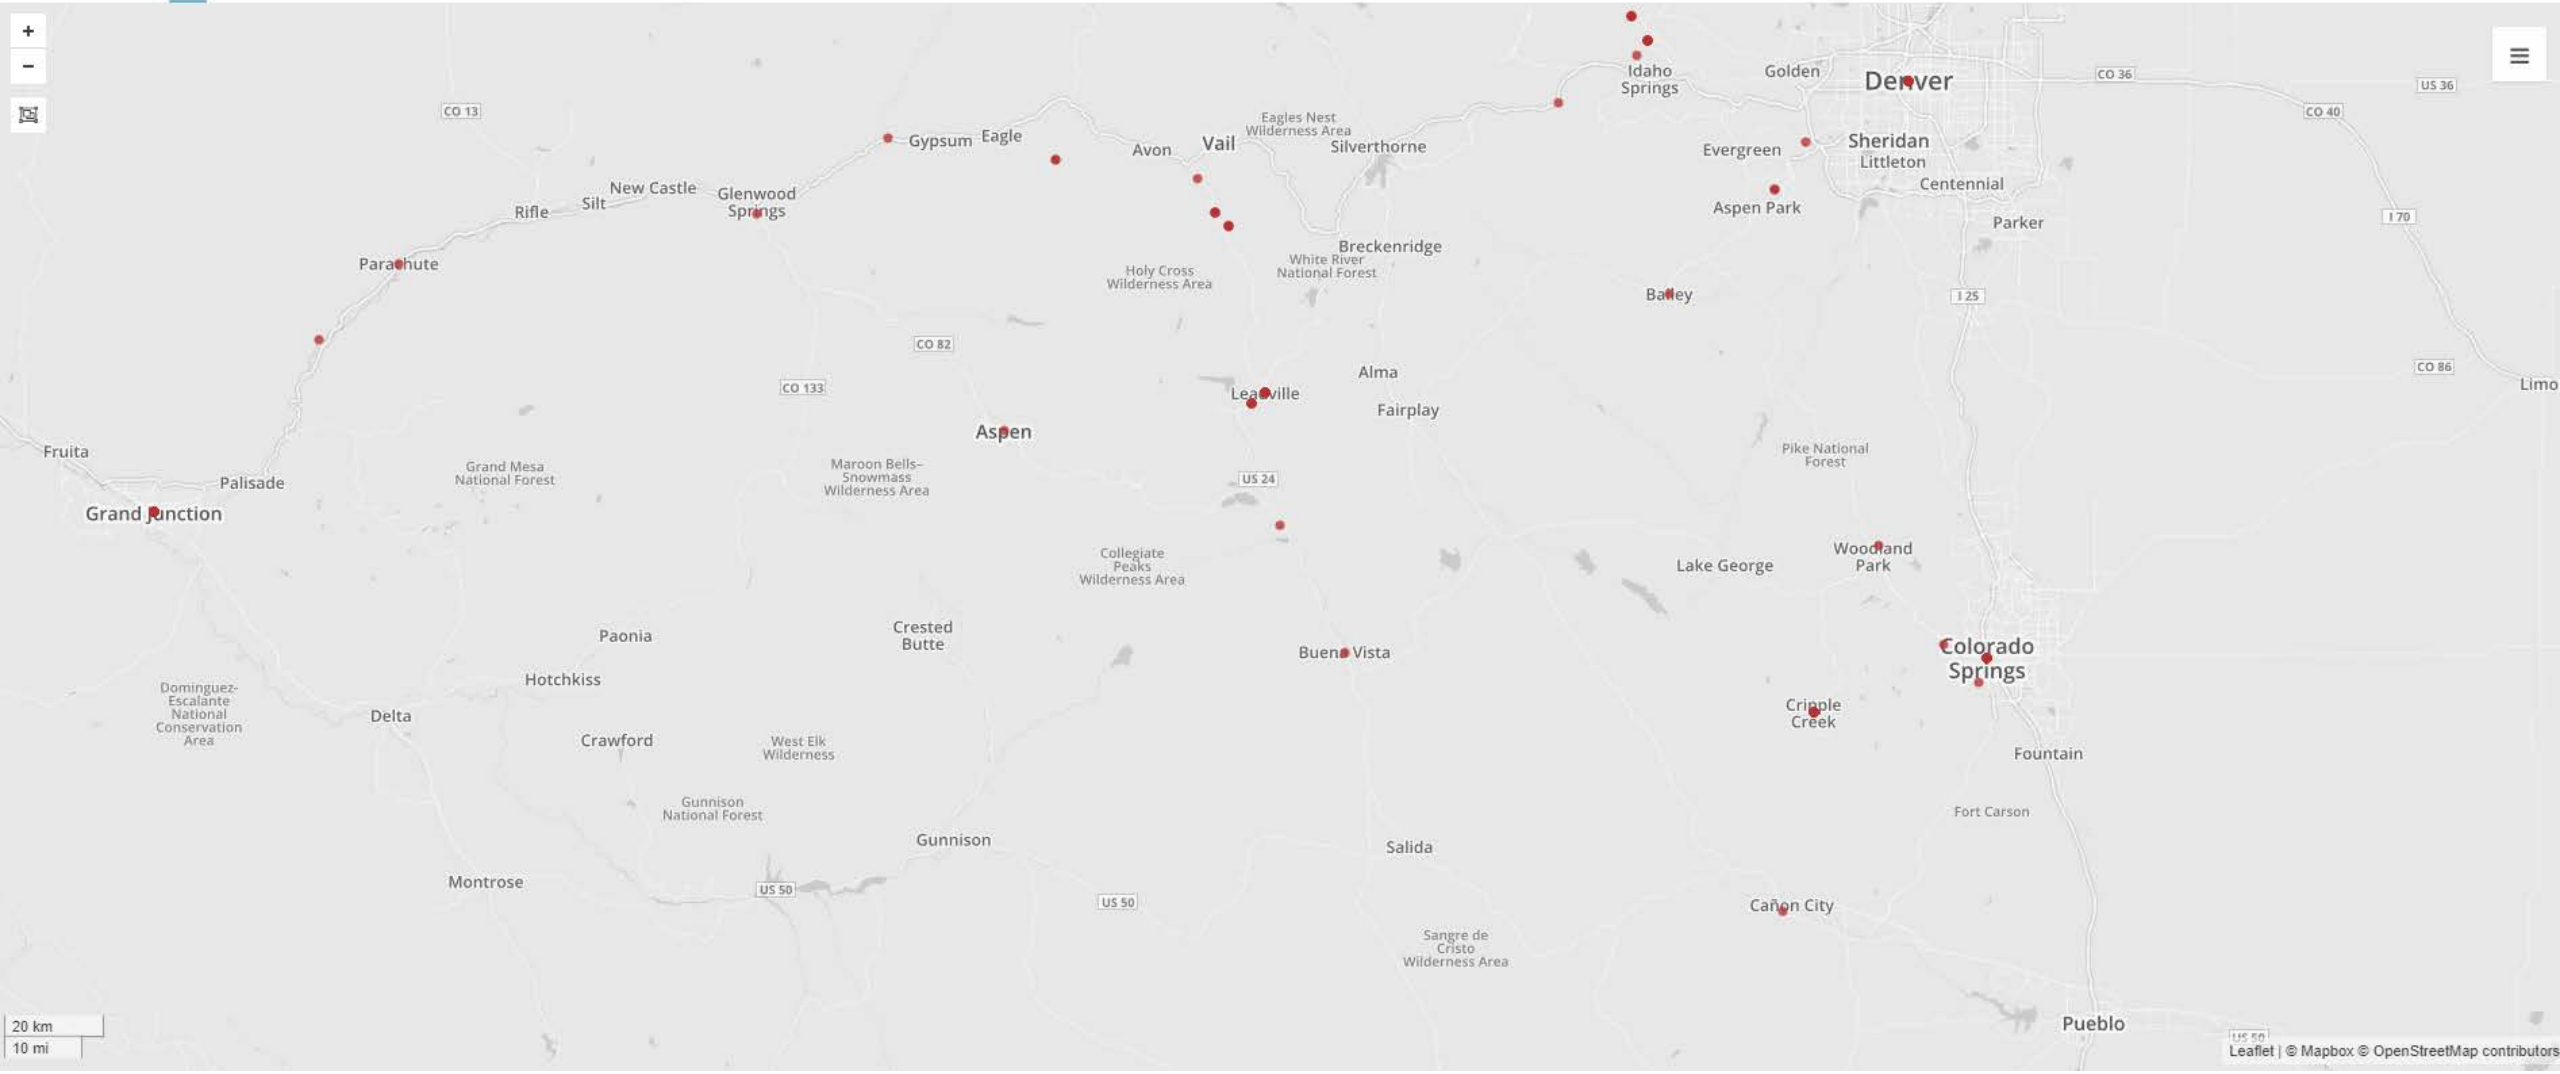 +
−
Idaho
Springs
Golden
Denver
CO 36
US 36
CO 40
CO 13
Eagles Nest
Wilderness Area
Gypsum
Eagle
Avon
Vail
Silverthorne
Evergreen
Sheridan
Littleton
Centennial
New Castle
Glenwood
Springs
Silt
Rifle
Aspen Park
Parker
I 70
Breckenridge
White River
National Forest
Parachute
Holy Cross
Wilderness Area
Bailey
I 25
CO 82
CO 133
Leadville
Alma
Fairplay
CO 86
Limo
Aspen
Fruita
Grand Mesa
National Forest
Maroon Bells–
Snowmass
Wilderness Area
US 24
Pike National
Forest
Palisade
Grand Junction
Collegiate
Peaks
Wilderness Area
Lake George
Woodland
Park
Paonia
Crested
Butte
Buena Vista
Colorado
Springs
Hotchkiss
Dominguez-
Escalante
National
Conservation
Area
Delta
Crawford
West Elk
Wilderness
Cripple
Creek
Fountain
Gunnison
National Forest
Fort Carson
Gunnison
Salida
Montrose
US 50
US 50
Cañon City
Sangre de
Cristo
Wilderness Area
20 km
10 mi
Pueblo
US 50
Leaflet | © Mapbox © OpenStreetMap contributors